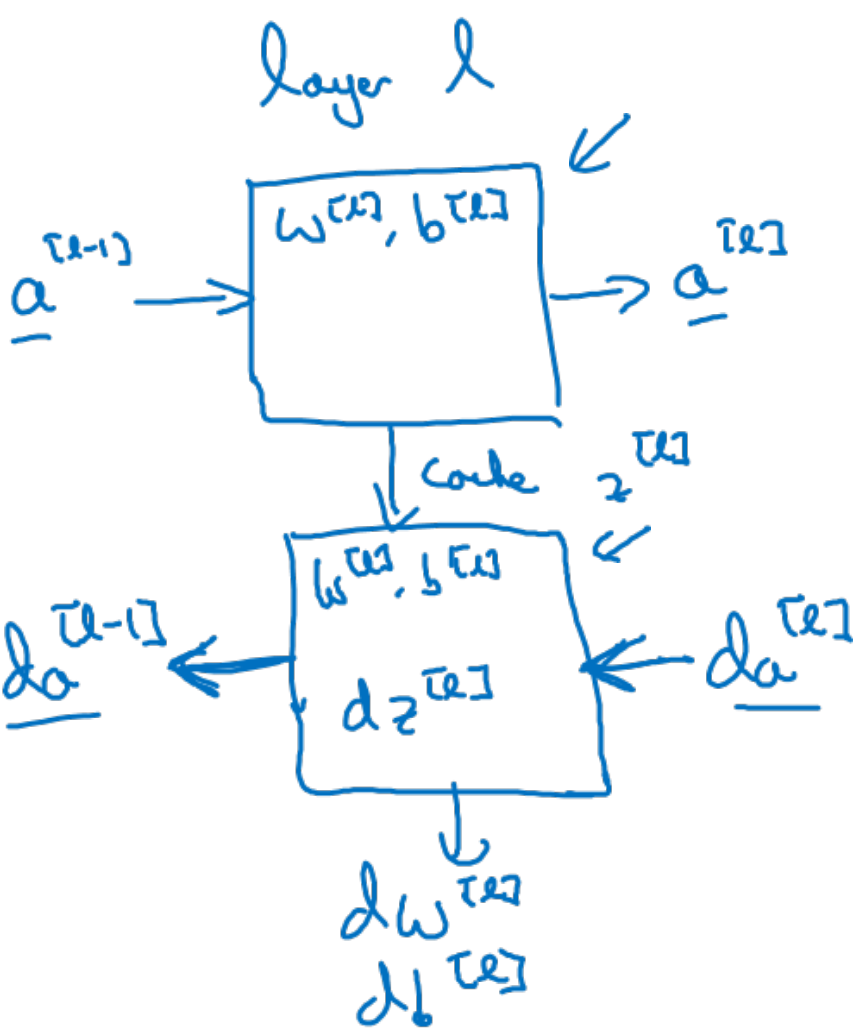 layer l
w^[l], b^[l]
a^[l-1]
a^[l]
cache z^[l]
w^[l], b^[l]
da^[l-1]
da^[l]
dz^[l]
dw^[l]
db^[l]